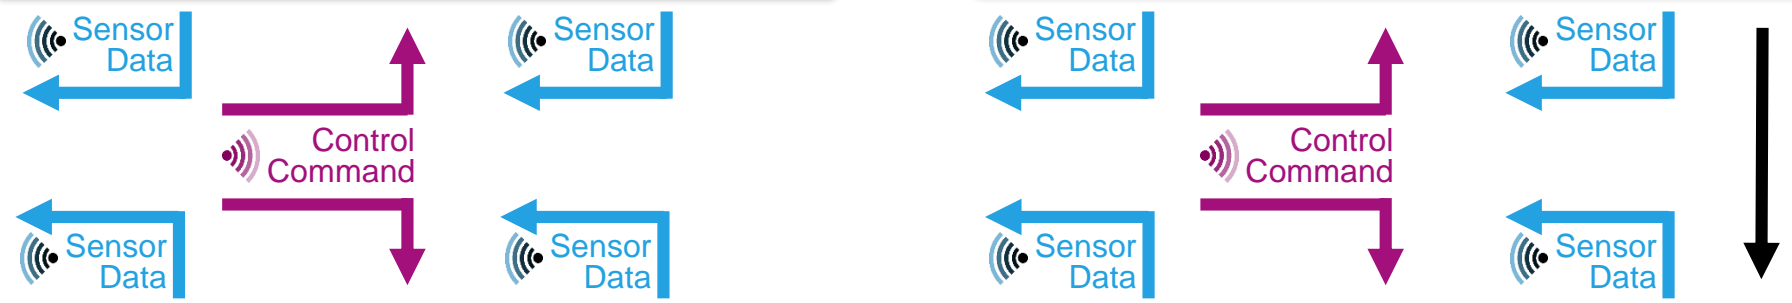 Sensor
Data
Sensor
Data
Sensor
Data
Sensor
Data
Control
Command
Control
Command
Sensor
Data
Sensor
Data
Sensor
Data
Sensor
Data